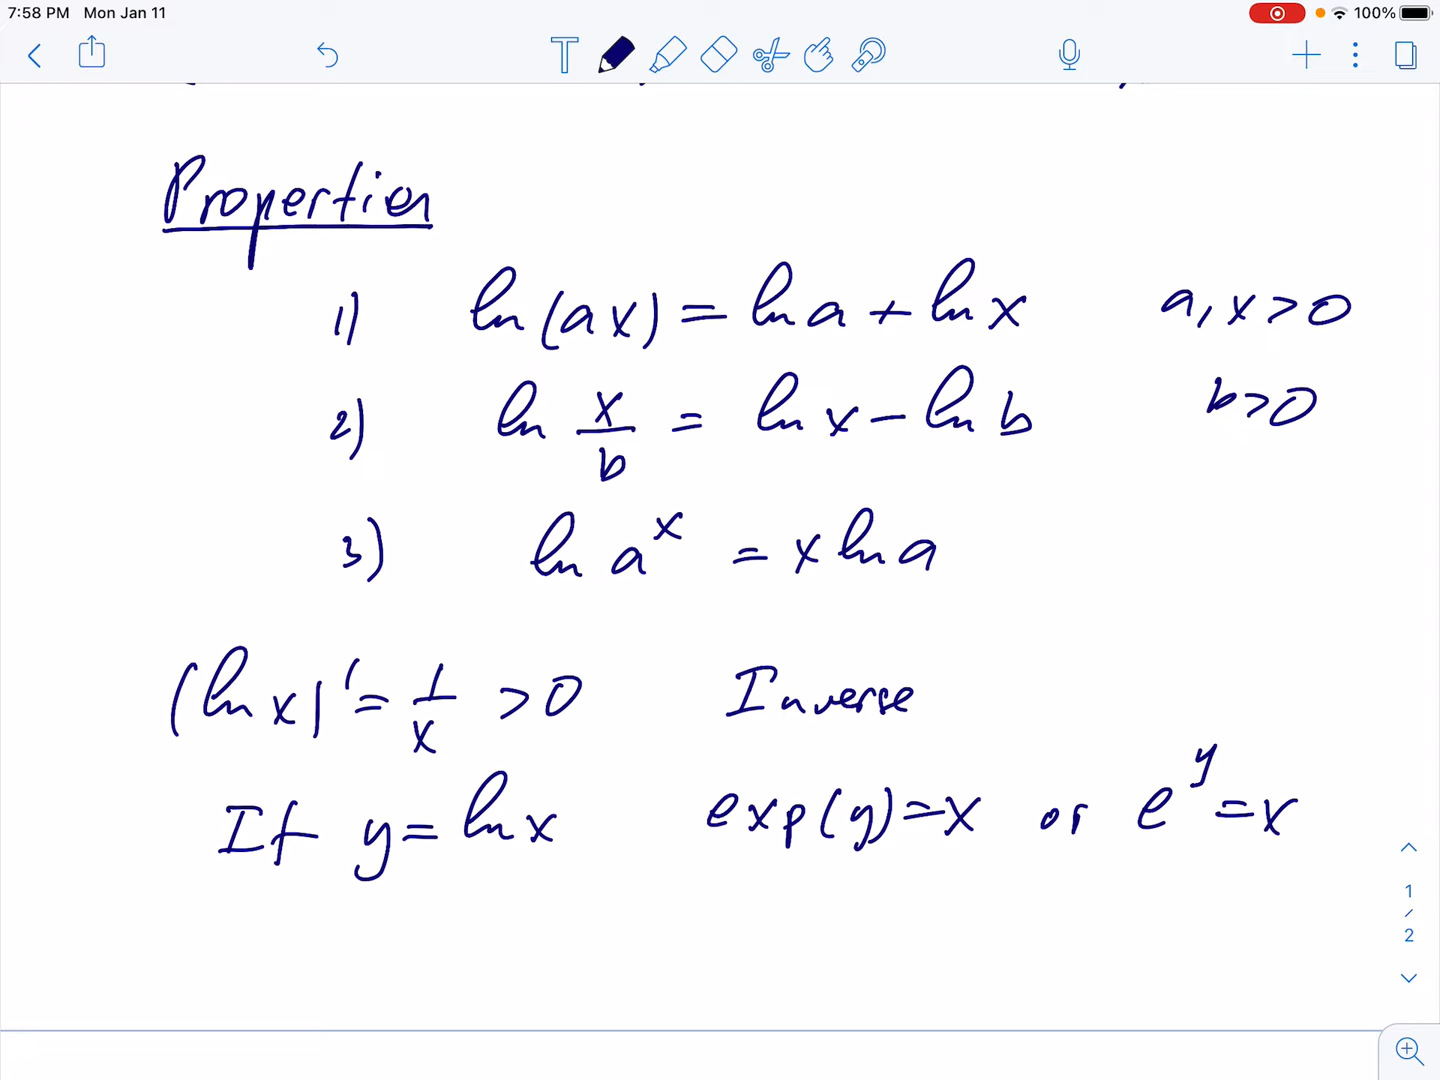 7:58 PM Mon Jan 11 100%
T
Properties
1) ln(ax) = ln a + ln x a, x > 0
2) ln x/b = ln x - ln b b > 0
3) ln a^x = x ln a
(ln x)' = 1/x > 0 Inverse
If y = ln x exp(y) = x or e^y = x
1
/
2